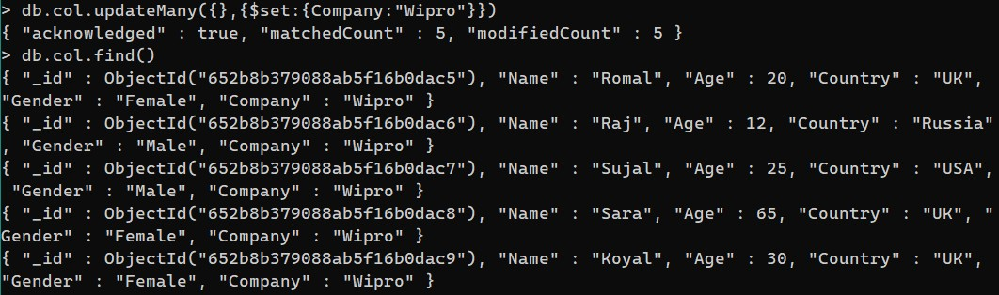 > db.col.updateMany({},{$set:{Company:"Wipro"}})
{ "acknowledged" : true, "matchedCount" : 5, "modifiedCount" : 5 }
> db.col.find()
{ "_id" : ObjectId("652b8b379088ab5f16b0dac5"), "Name" : "Romal", "Age" : 20, "Country" : "UK",
"Gender" : "Female", "Company" : "Wipro" }
{ "_id" : ObjectId("652b8b379088ab5f16b0dac6"), "Name" : "Raj", "Age" : 12, "Country" : "Russia"
, "Gender" : "Male", "Company" : "Wipro" }
{ "_id" : ObjectId("652b8b379088ab5f16b0dac7"), "Name" : "Sujal", "Age" : 25, "Country" : "USA",
"Gender" : "Male", "Company" : "Wipro" }
{ "_id" : ObjectId("652b8b379088ab5f16b0dac8"), "Name" : "Sara", "Age" : 65, "Country" : "UK", "
Gender" : "Female", "Company" : "Wipro" }
{ "_id" : ObjectId("652b8b379088ab5f16b0dac9"), "Name" : "Koyal", "Age" : 30, "Country" : "UK",
"Gender" : "Female", "Company" : "Wipro" }